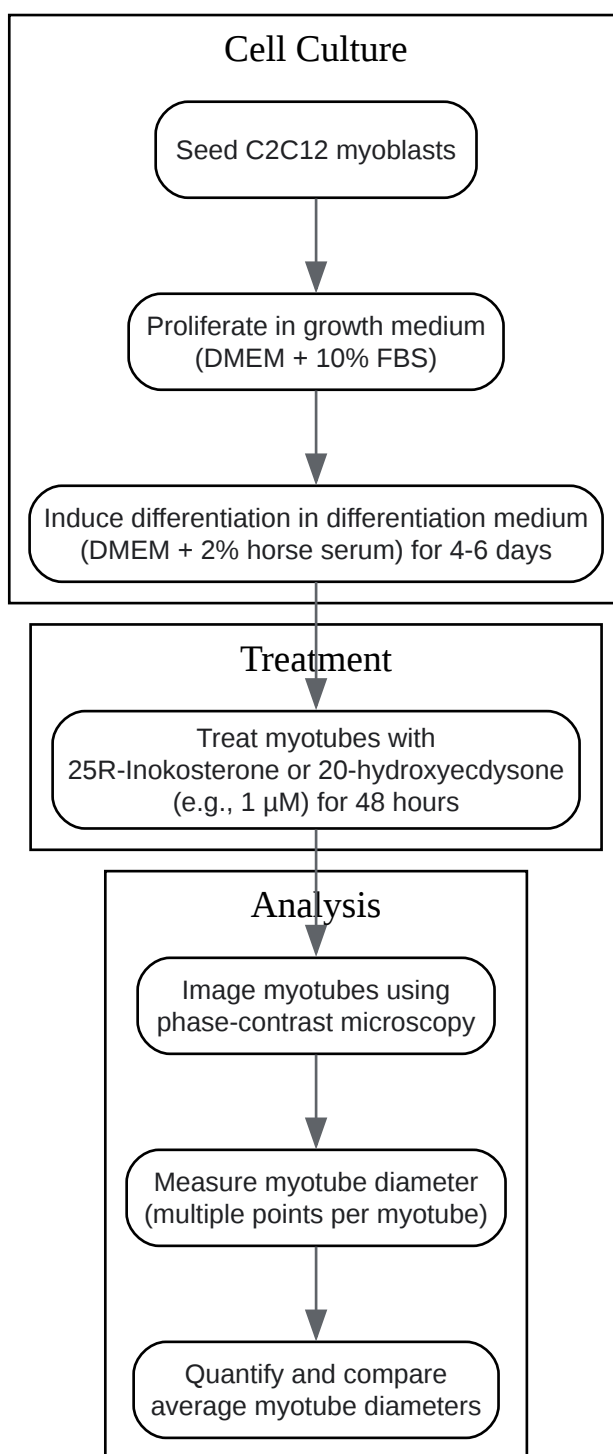 Cell Culture
Seed C2C12 myoblasts
Proliferate in growth medium
(DMEM + 10% FBS)
Induce differentiation in differentiation medium
(DMEM + 2% horse serum) for 4-6 days
Treatment
Treat myotubes with
25R-Inokosterone or 20-hydroxyecdysone
(e.g., 1 µM) for 48 hours
Analysis
Image myotubes using
phase-contrast microscopy
Measure myotube diameter
(multiple points per myotube)
Quantify and compare
average myotube diameters